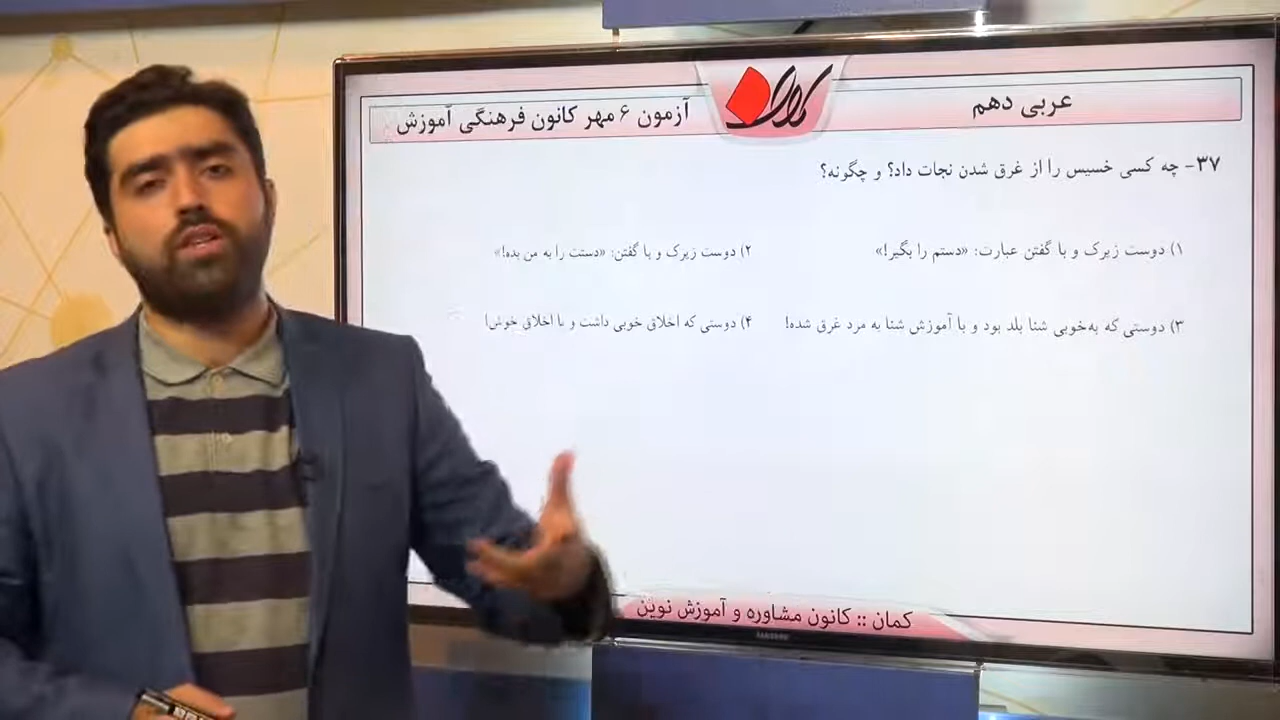 عربی دهم
آزمون ۶ مهر کانون فرهنگی آموزش
۳۷- چه کسی خسیس را از غرق شدن نجات داد؟ و چگونه؟
۱) دوست زیرک و با گفتن عبارت: «دستم را بگیر!»
۲) دوست زیرک و با گفتن: «دستت را به من بده!»
۳) دوستی که به‌خوبی شنا بلد بود و با آموزش شنا به مرد غرق شده!
۴) دوستی که اخلاق خوبی داشت و با اخلاق خوش!
کمان :: کانون مشاوره و آموزش نوین
SAMSUNG